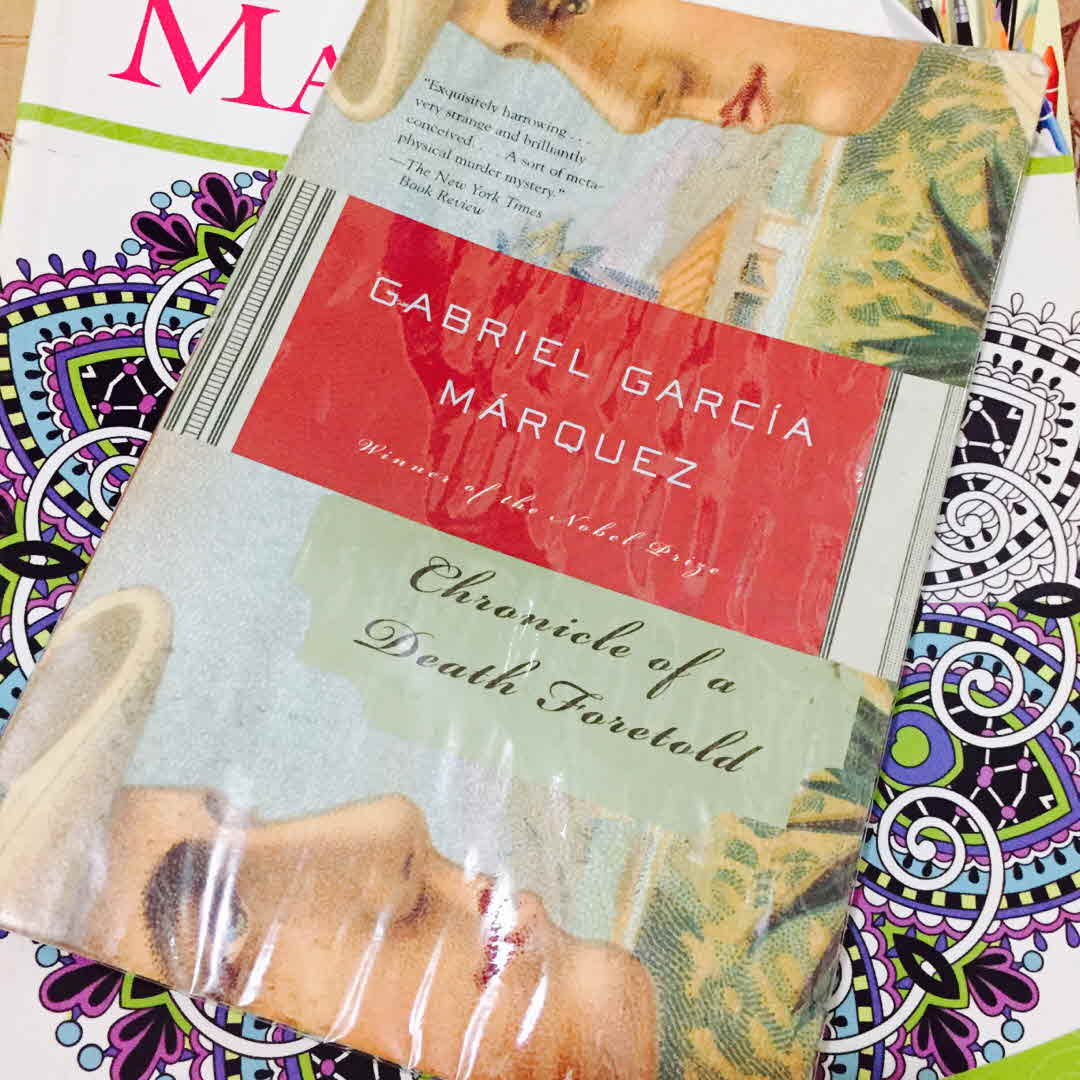 MA
"Exquisitely harrowing . . .
very strange and brilliantly
conceived. . . . A sort of meta-
physical murder mystery."
—The New York Times
Book Review
GABRIEL GARCÍA
MÁRQUEZ
Winner of the Nobel Prize
Chronicle of a
Death Foretold